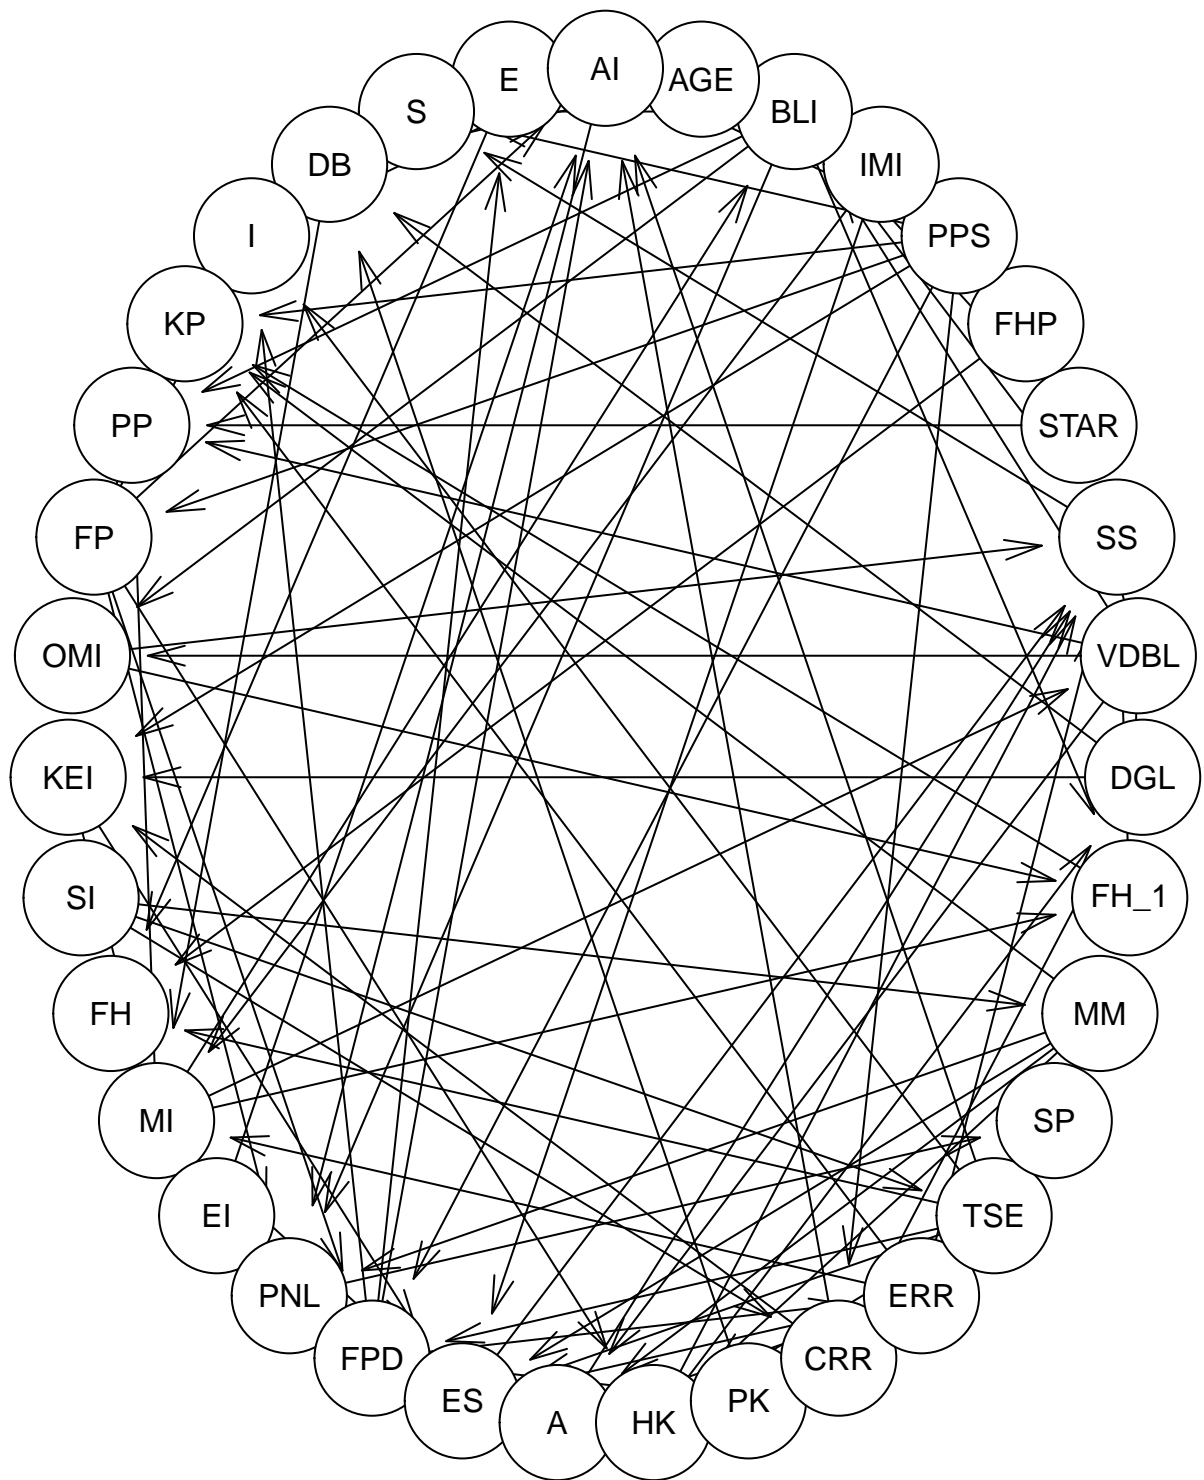 AI
E
AGE
S
BLI
DB
IMI
I
PPS
KP
FHP
PP
STAR
FP
SS
OMI
VDBL
KEI
DGL
SI
FH_1
FH
MM
MI
SP
EI
TSE
PNL
ERR
FPD
CRR
ES
PK
A
HK